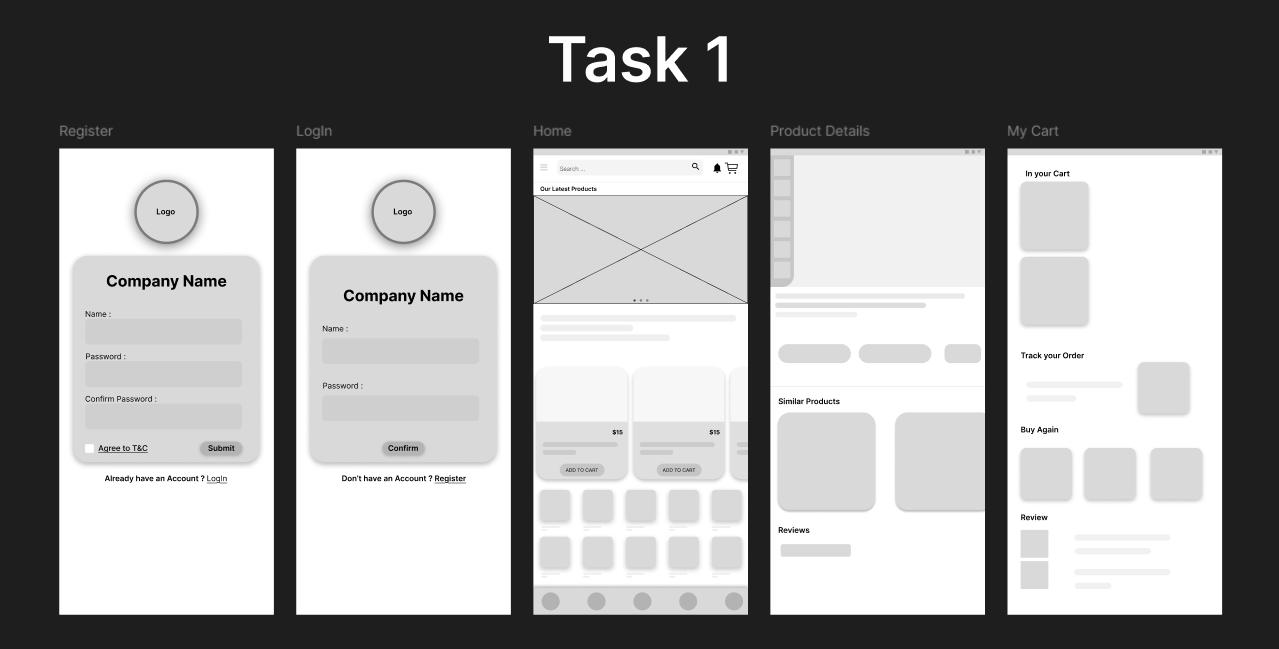 Task 1
Register
Logo
Company Name
Name :
Password :
Confirm Password :
Agree to T&C
Submit
Already have an Account ? LogIn
LogIn
Logo
Company Name
Name :
Password :
Confirm
Don't have an Account ? Register
Home
Search ...
Our Latest Products
$15
ADD TO CART
$15
ADD TO CART
Product Details
Similar Products
Reviews
My Cart
In your Cart
Track your Order
Buy Again
Review